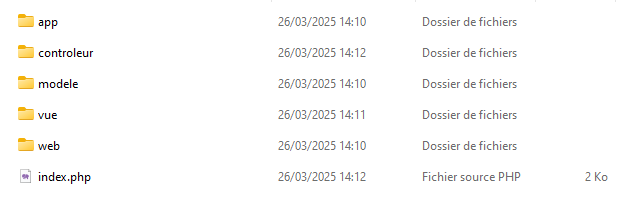 app 26/03/2025 14:10 Dossier de fichiers
controleur 26/03/2025 14:12 Dossier de fichiers
modele 26/03/2025 14:10 Dossier de fichiers
vue 26/03/2025 14:11 Dossier de fichiers
web 26/03/2025 14:10 Dossier de fichiers
index.php 26/03/2025 14:12 Fichier source PHP 2 Ko